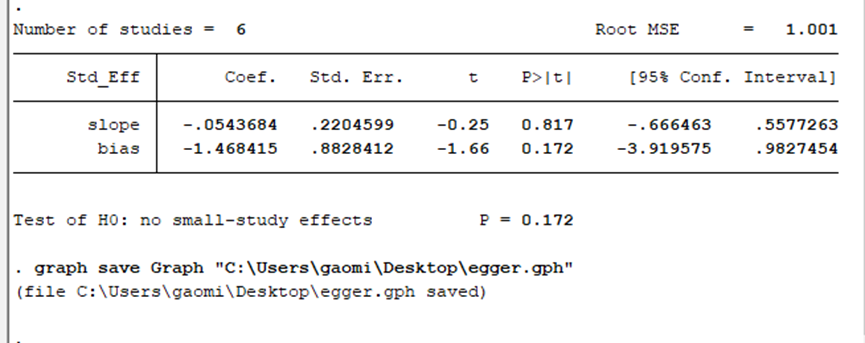 .
Number of studies = 6 Root MSE = 1.001
Std_Eff Coef. Std. Err. t P>|t| [95% Conf. Interval]
slope -.0543684 .2204599 -0.25 0.817 -.666463 .5577263
bias -1.468415 .8828412 -1.66 0.172 -3.919575 .9827454
Test of H0: no small-study effects P = 0.172
. graph save Graph "C:\Users\gaomi\Desktop\egger.gph"
(file C:\Users\gaomi\Desktop\egger.gph saved)
.